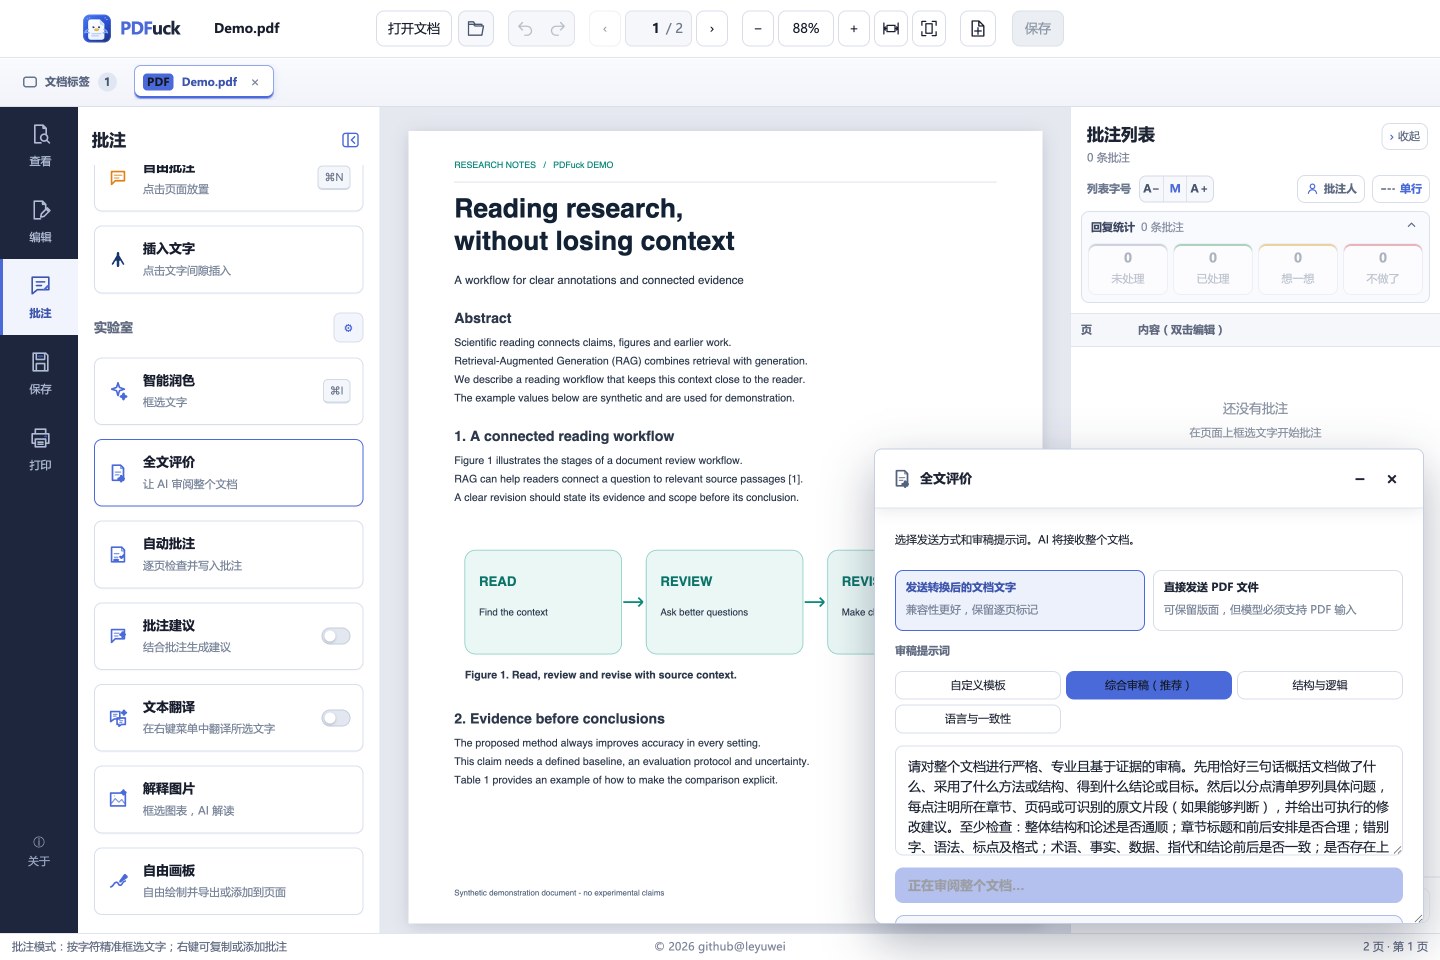 PDFuck
Demo.pdf
打开文档
‹
1 / 2
›
−
88%
+
保存
文档标签 1
PDF Demo.pdf ×
查看
编辑
批注
保存
打印
关于
批注
自由批注
点击页面放置
⌘N
插入文字
点击文字间隙插入
实验室
智能润色
框选文字
⌘I
全文评价
让 AI 审阅整个文档
自动批注
逐页检查并写入批注
批注建议
结合批注生成建议
文本翻译
在右键菜单中翻译所选文字
解释图片
框选图表，AI 解读
自由画板
自由绘制并导出或添加到页面
RESEARCH NOTES / PDFuck DEMO
Reading research,
without losing context
A workflow for clear annotations and connected evidence
Abstract
Scientific reading connects claims, figures and earlier work.
Retrieval-Augmented Generation (RAG) combines retrieval with generation.
We describe a reading workflow that keeps this context close to the reader.
The example values below are synthetic and are used for demonstration.
1. A connected reading workflow
Figure 1 illustrates the stages of a document review workflow.
RAG can help readers connect a question to relevant source passages [1].
A clear revision should state its evidence and scope before its conclusion.
READ
Find the context
REVIEW
Ask better questions
REVIS
Make c
Figure 1. Read, review and revise with source context.
2. Evidence before conclusions
The proposed method always improves accuracy in every setting.
This claim needs a defined baseline, an evaluation protocol and uncertainty.
Table 1 provides an example of how to make the comparison explicit.
Synthetic demonstration document - no experimental claims
批注列表
› 收起
0 条批注
列表字号 A− M A+
批注人
--- 单行
回复统计 0 条批注
0 未处理
0 已处理
0 想一想
0 不做了
页 内容（双击编辑）
还没有批注
在页面上框选文字开始批注
全文评价
选择发送方式和审稿提示词。AI 将接收整个文档。
发送转换后的文档文字
兼容性更好，保留逐页标记
直接发送 PDF 文件
可保留版面，但模型必须支持 PDF 输入
审稿提示词
自定义模板
综合审稿（推荐）
结构与逻辑
语言与一致性
请对整个文档进行严格、专业且基于证据的审稿。先用恰好三句话概括文档做了什
么、采用了什么方法或结构、得到什么结论或目标。然后以分点清单罗列具体问题，
每点注明所在章节、页码或可识别的原文片段（如果能够判断），并给出可执行的修
改建议。至少检查：整体结构和论述是否通顺；章节标题和前后安排是否合理；错别
字、语法、标点及格式；术语、事实、数据、指代和结论前后是否一致；是否存在上
正在审阅整个文档...
批注模式：按字符精准框选文字；右键可复制或添加批注
© 2026 github@leyuwei
2 页 · 第 1 页